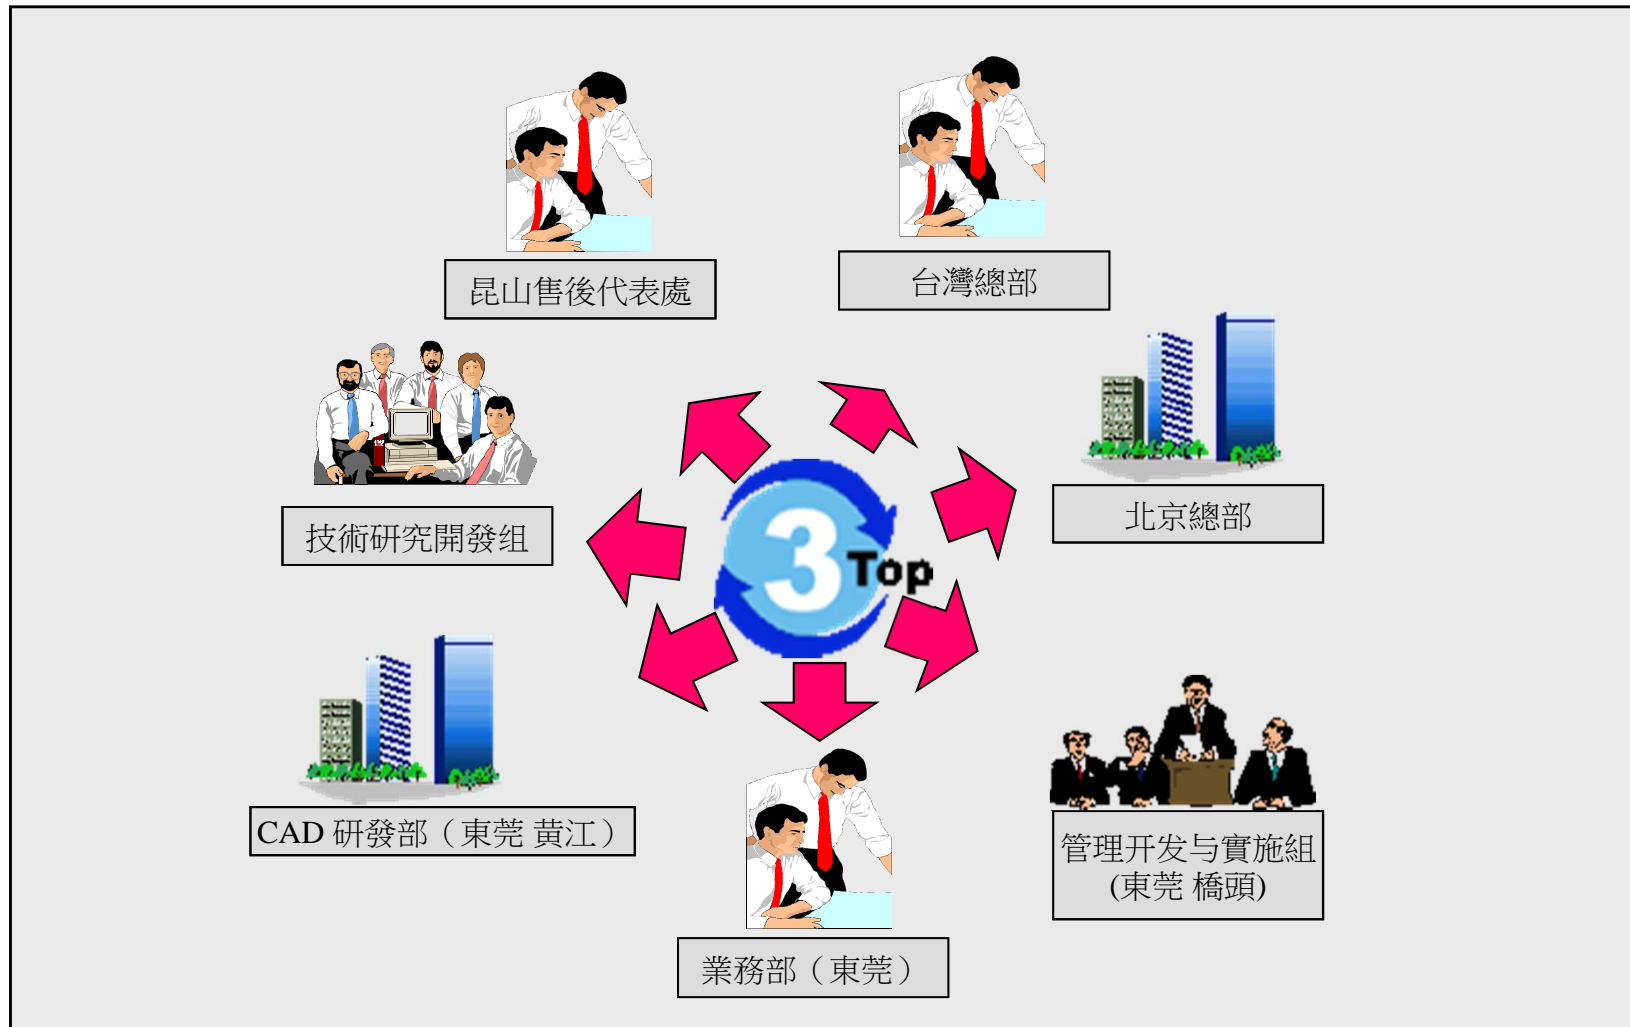 昆山售後代表處
台灣總部
技術研究開發组
北京總部
3 Top
CAD 研發部（東莞 黃江）
管理开发与實施組
(東莞 橋頭)
業務部（東莞）